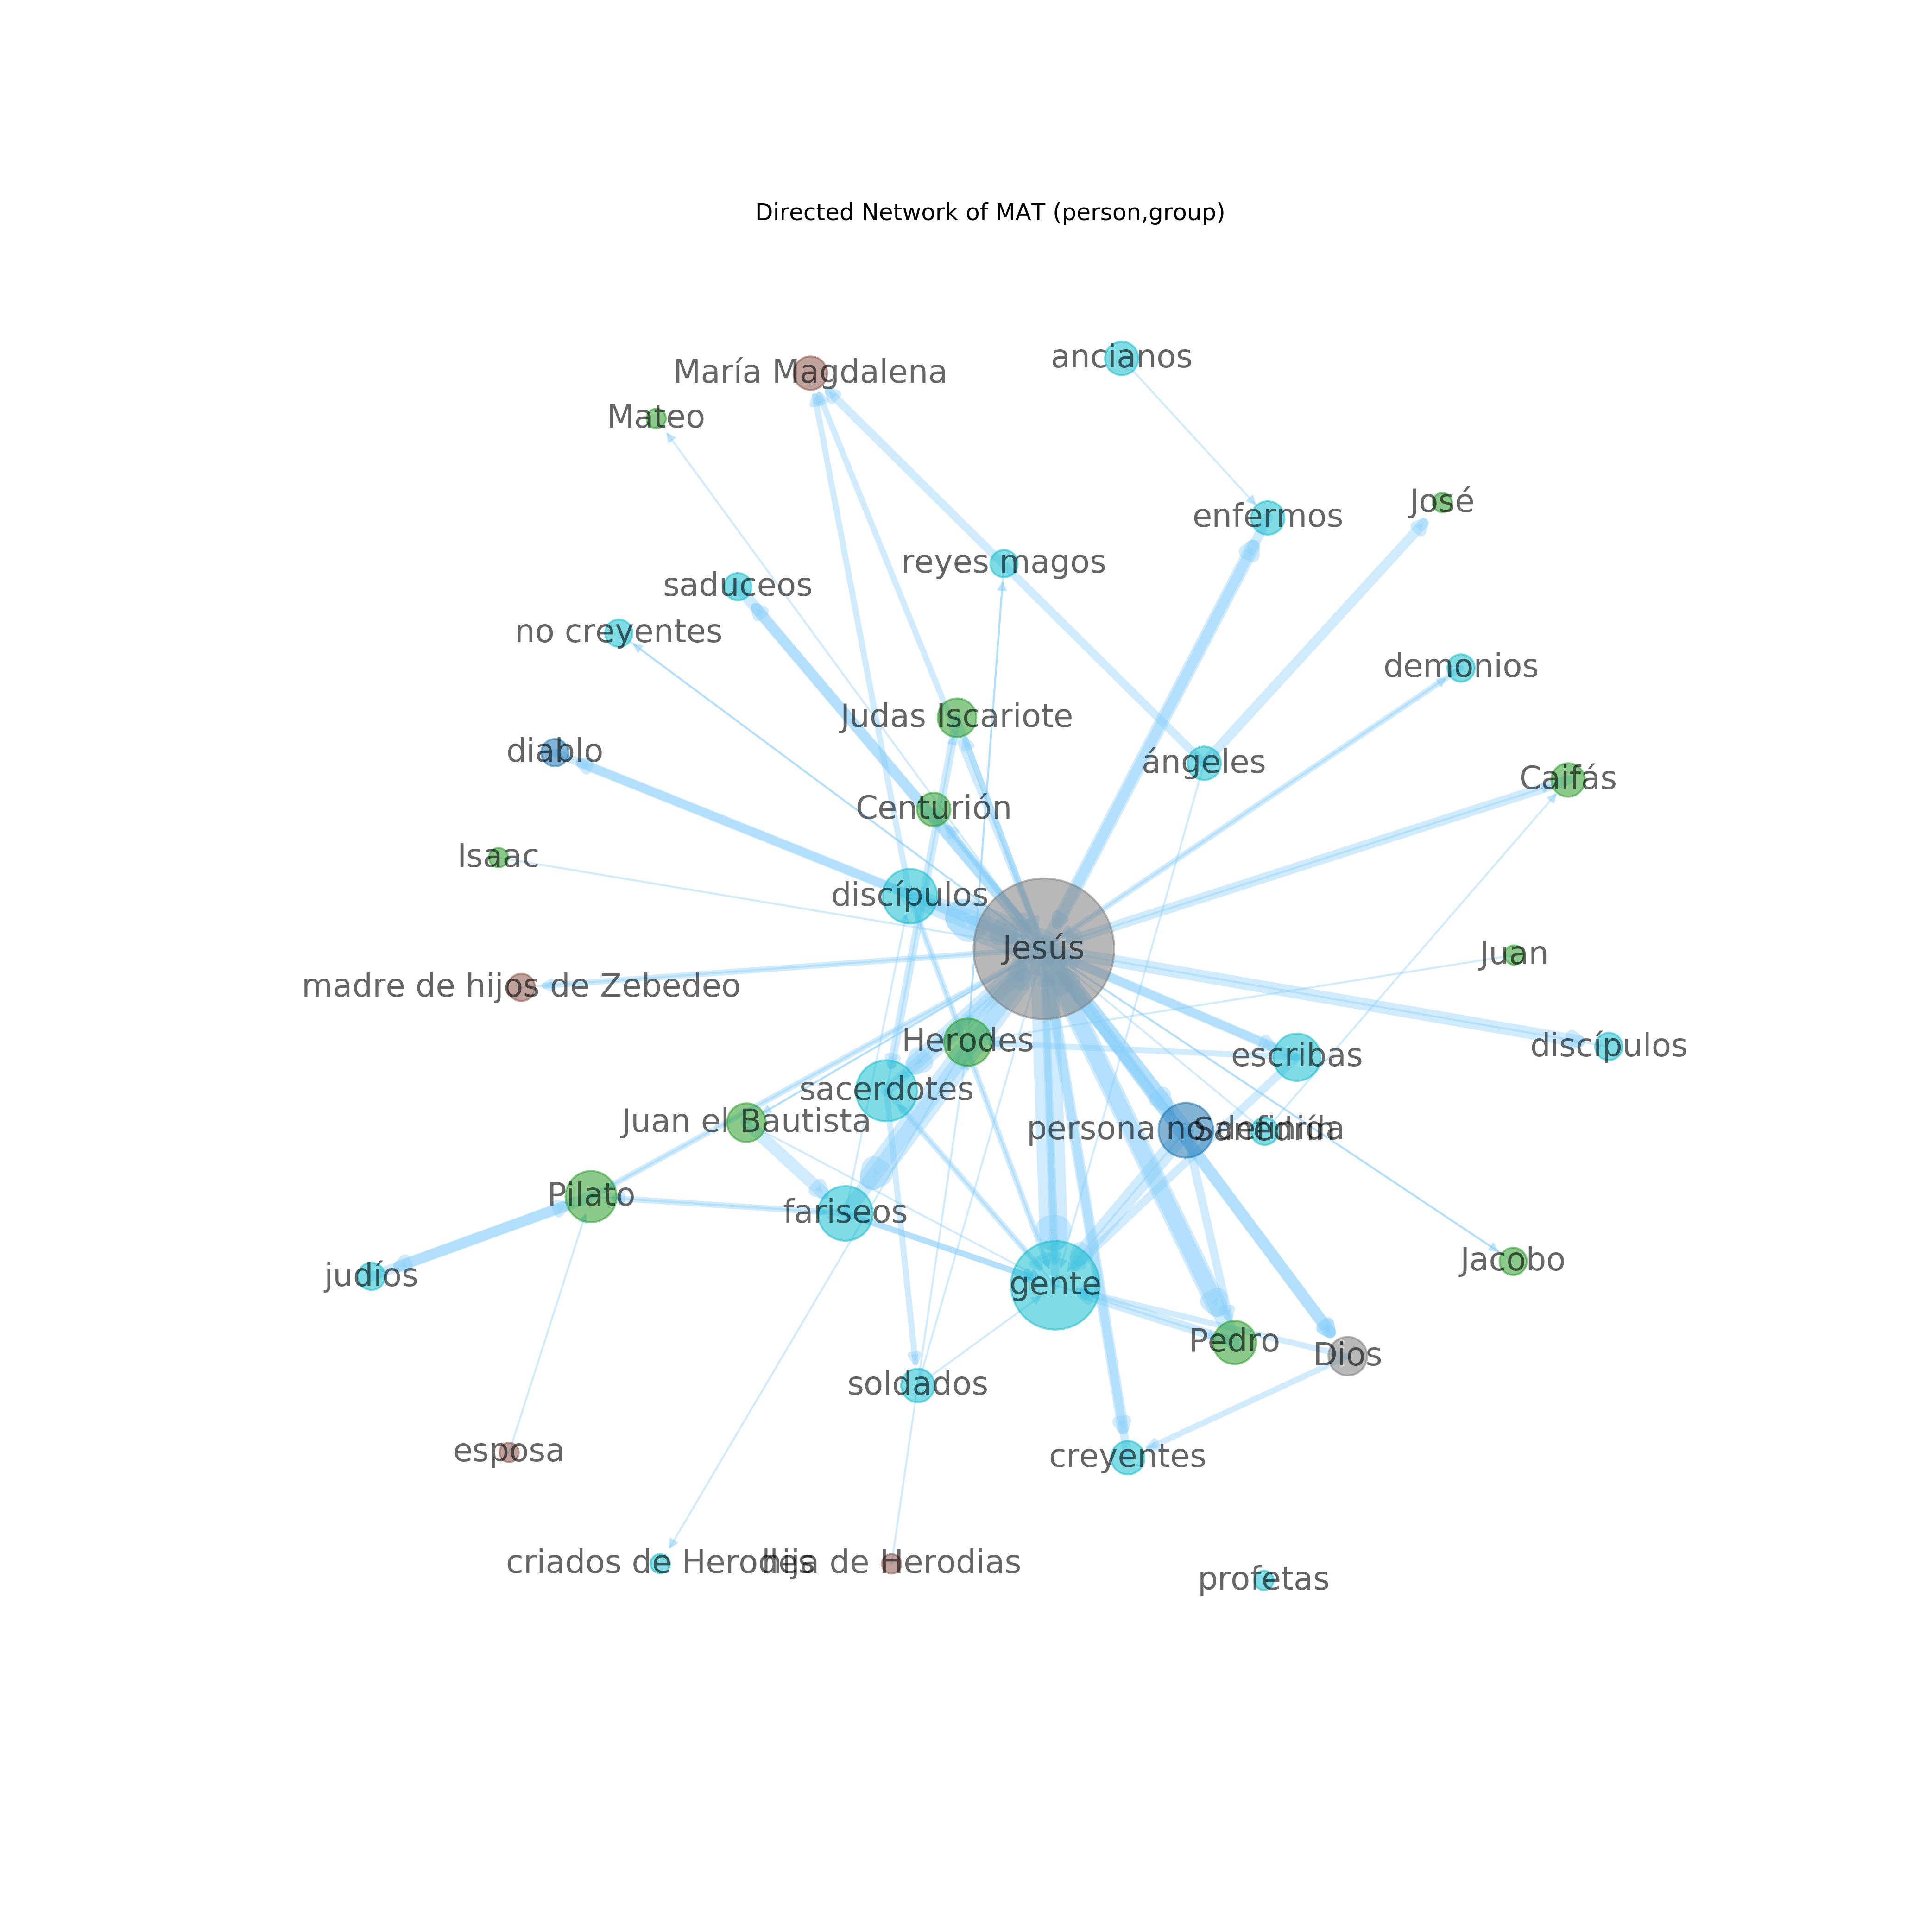 Directed Network of MAT (person,group)
ancianos
María Magdalena
Mateo
José
enfermos
reyes magos
saduceos
no creyentes
demonios
Judas Iscariote
diablo
ángeles
Caifás
Centurión
Isaac
discípulos
Jesús
Juan
madre de hijos de Zebedeo
Herodes
discípulos
escribas
sacerdotes
Juan el Bautista
persona no definida
Sanedrín
Pilato
fariseos
Jacobo
judíos
gente
Pedro
Dios
soldados
esposa
creyentes
criados de Herodes
hija de Herodias
profetas